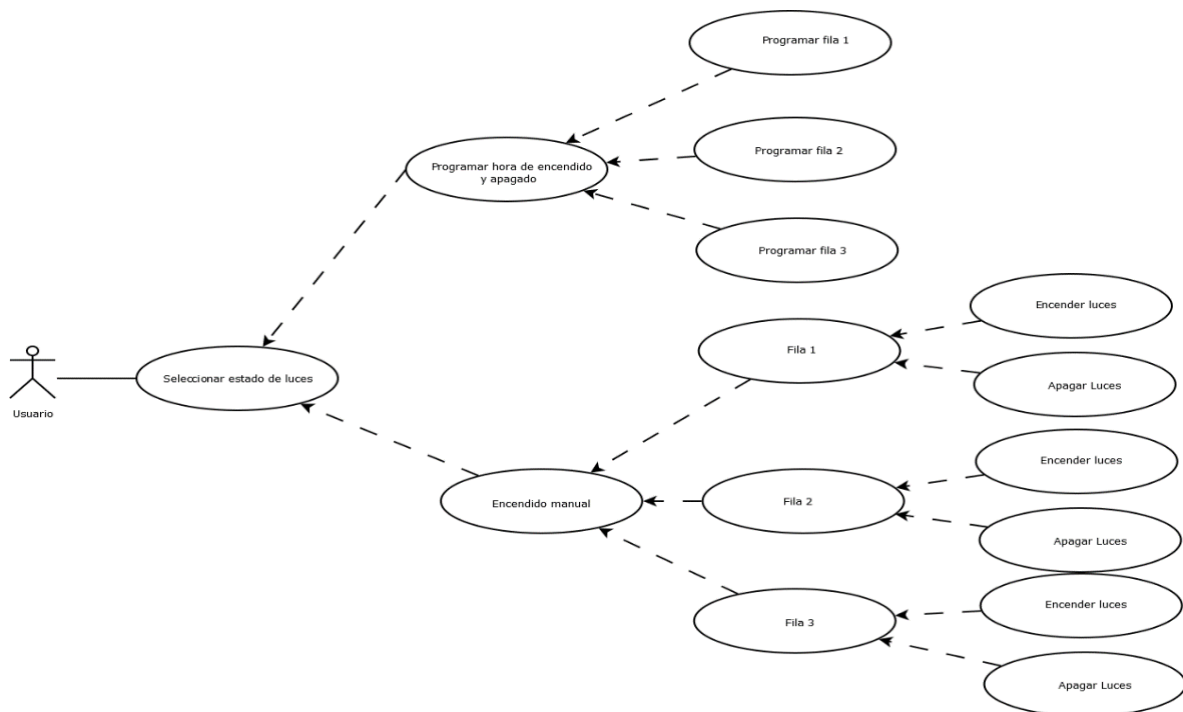 Programar fila 1
Programar fila 2
Programar hora de encendido
y apagado
Programar fila 3
Encender luces
Fila 1
Seleccionar estado de luces
Apagar Luces
Usuario
Encender luces
Encendido manual
Fila 2
Apagar Luces
Encender luces
Fila 3
Apagar Luces